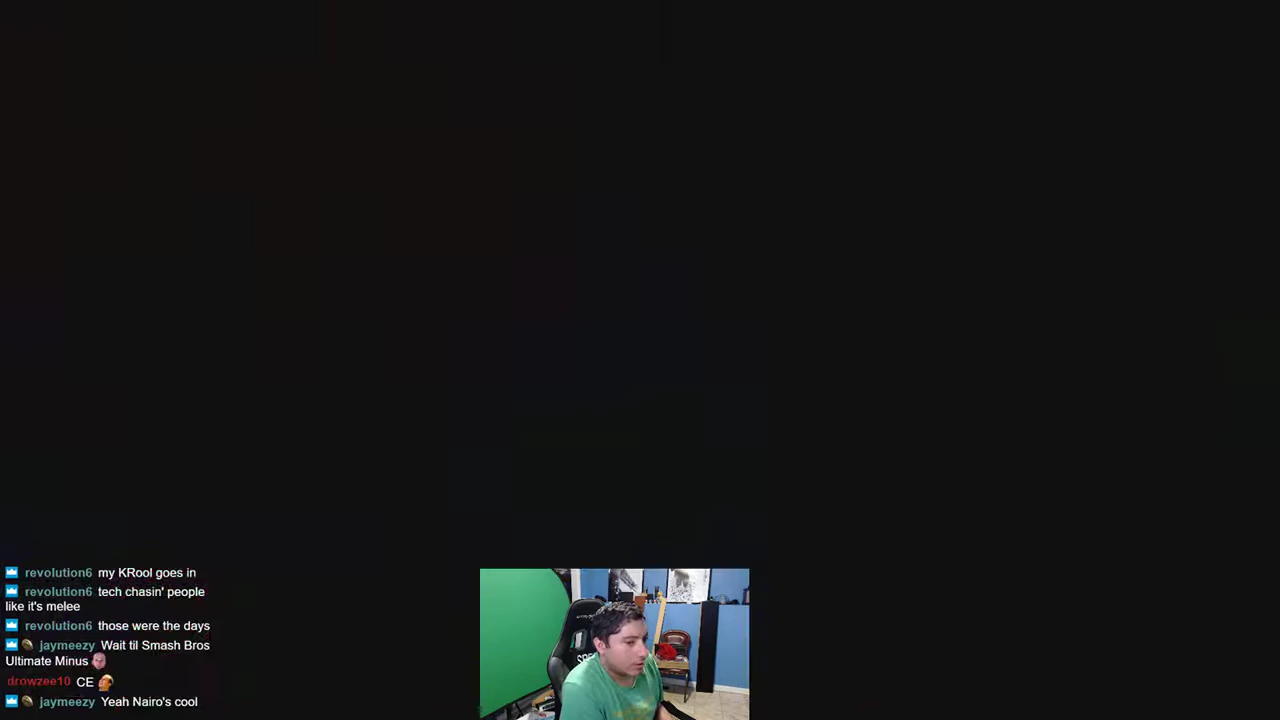 revolution6 my KRool goes in
revolution6 tech chasin' people
like it's melee
revolution6 those were the days
jaymeezy Wait til Smash Bros
Ultimate Minus
drowzee10 CE
jaymeezy Yeah Nairo's cool